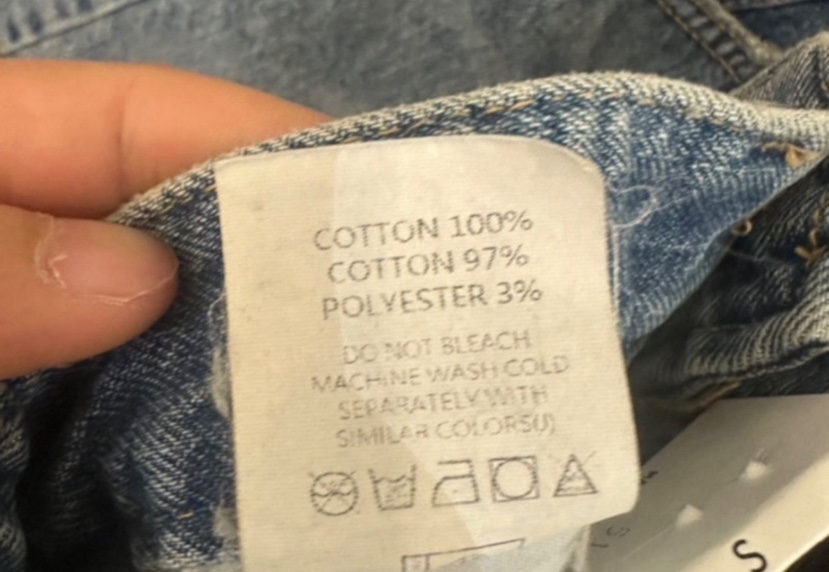 COTTON 100%
COTTON 97%
POLYESTER 3%
DO NOT BLEACH
MACHINE WASH COLD
SEPARATELY WITH
SIMILAR COLORS(U)
S